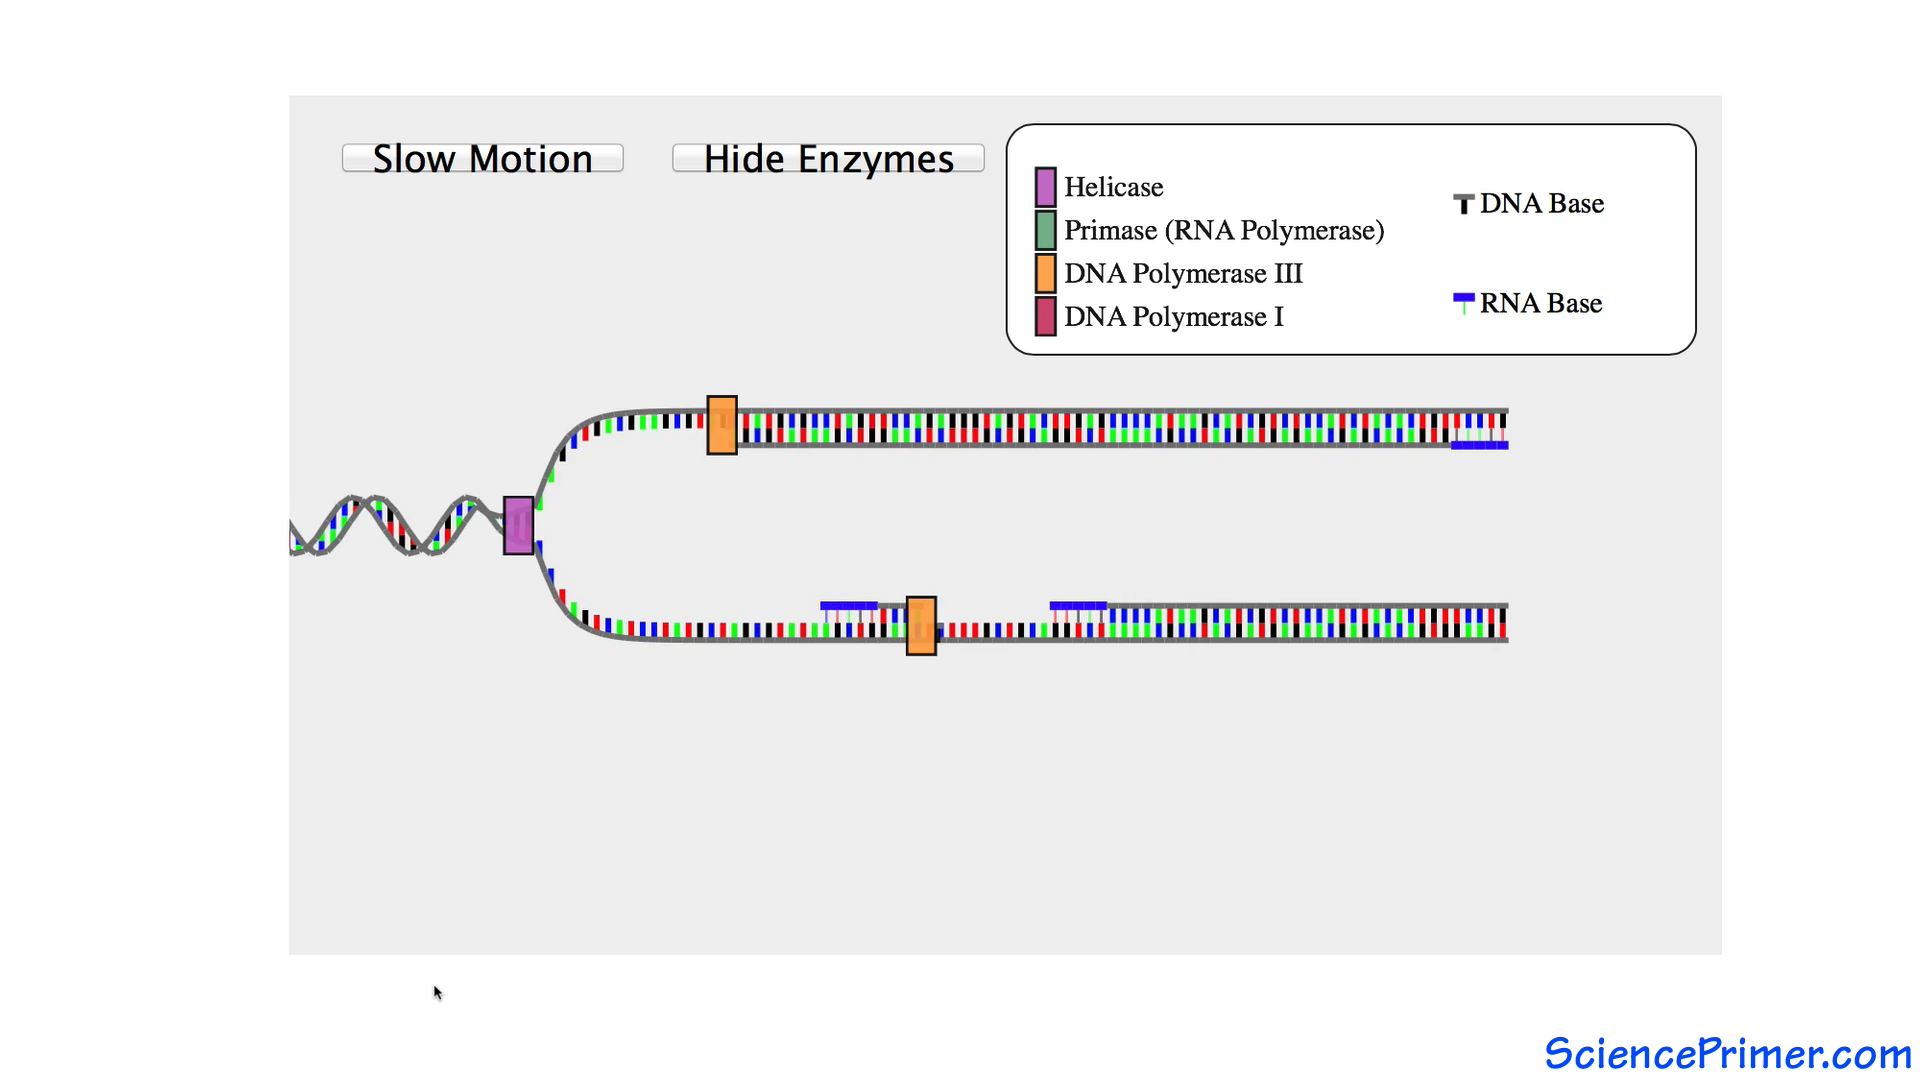 Slow Motion
Hide Enzymes
Helicase
Primase (RNA Polymerase)
DNA Polymerase III
DNA Polymerase I
DNA Base
RNA Base
SciencePrimer.com